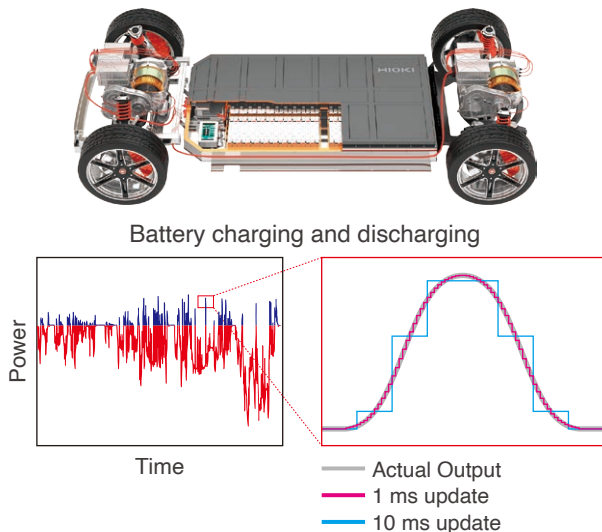 HIOKI
Battery charging and discharging
Power
Time
Actual Output
1 ms update
10 ms update